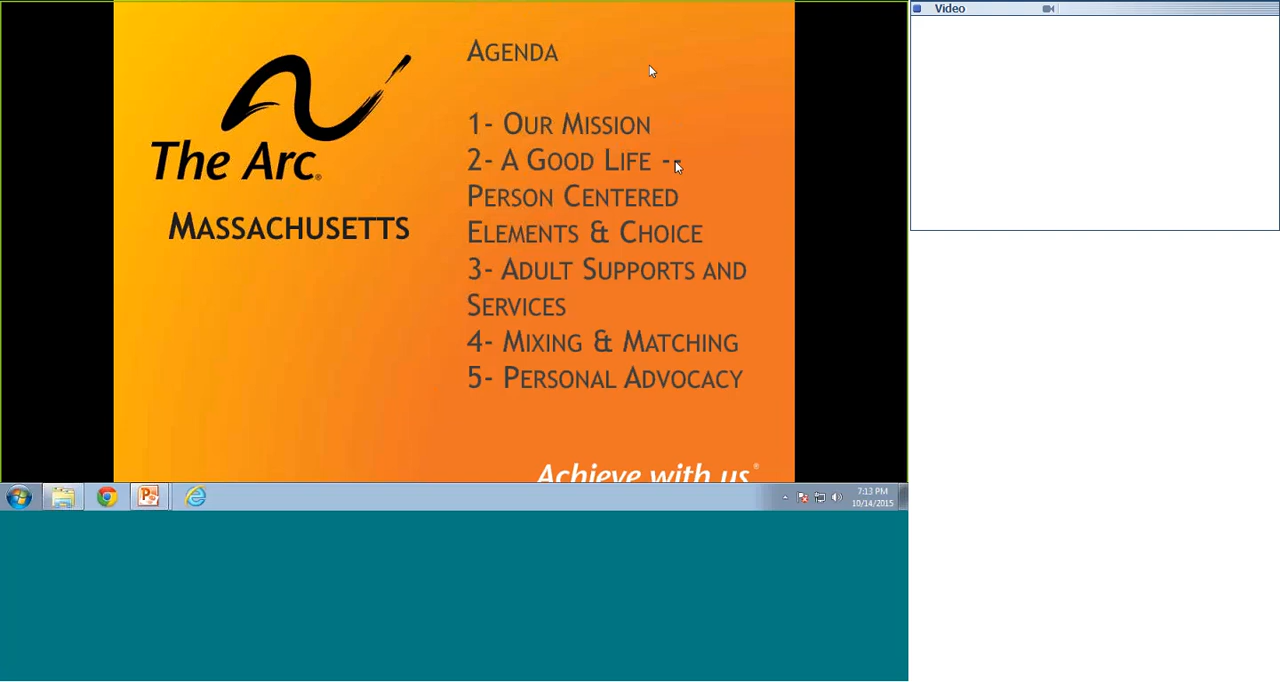 Video
The Arc®
Massachusetts
Agenda
1- Our Mission
2- A Good Life --
Person Centered
Elements & Choice
3- Adult Supports and
Services
4- Mixing & Matching
5- Personal Advocacy
Achieve with us®
7:13 PM
10/14/2015